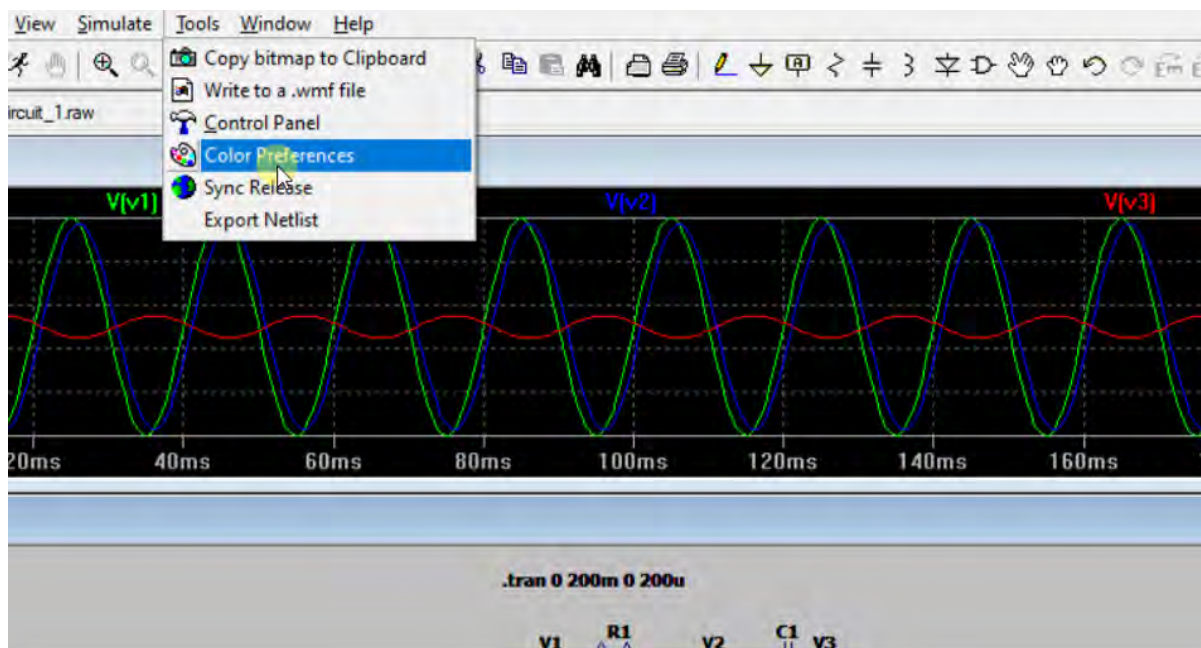 View Simulate Tools Window Help
Copy bitmap to Clipboard
Write to a .wmf file
Control Panel
Color Preferences
Sync Release
Export Netlist
ircuit_1.raw
V(v1) V(v2) V(v3)
20ms 40ms 60ms 80ms 100ms 120ms 140ms 160ms
.tran 0 200m 0 200u
V1 R1 V2 C1 V3